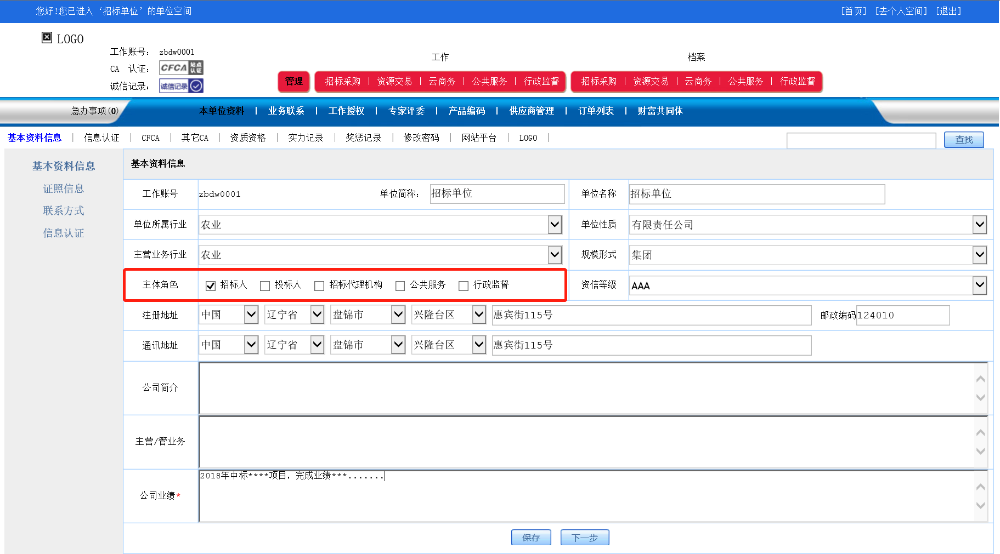 您好!您已进入‘招标单位’的单位空间 [首页] [去个人空间] [退出]
LOGO
工作账号： zbdw0001
CA 认证： CFCA 站点认证
诚信记录： 诚信记录
工作 档案
管理 招标采购 | 资源交易 | 云商务 | 公共服务 | 行政监督 招标采购 | 资源交易 | 云商务 | 公共服务 | 行政监督
急办事项(0) 本单位资料 | 业务联系 | 工作授权 | 专家评委 | 产品编码 | 供应商管理 | 订单列表 | 财富共同体
基本资料信息 | 信息认证 | CFCA | 其它CA | 资质资格 | 实力记录 | 奖惩记录 | 修改密码 | 网站平台 | LOGO | 查找
基本资料信息
证照信息
联系方式
信息认证
基本资料信息
工作账号 zbdw0001 单位简称： 招标单位 单位名称 招标单位
单位所属行业 农业 单位性质 有限责任公司
主营业务行业 农业 规模形式 集团
主体角色 招标人 投标人 招标代理机构 公共服务 行政监督 资信等级 AAA
注册地址 中国 辽宁省 盘锦市 兴隆台区 惠宾街115号 邮政编码 124010
通讯地址 中国 辽宁省 盘锦市 兴隆台区 惠宾街115号
公司简介
主营/管业务
公司业绩* 2018年中标****项目，完成业绩***.......
保存 下一步